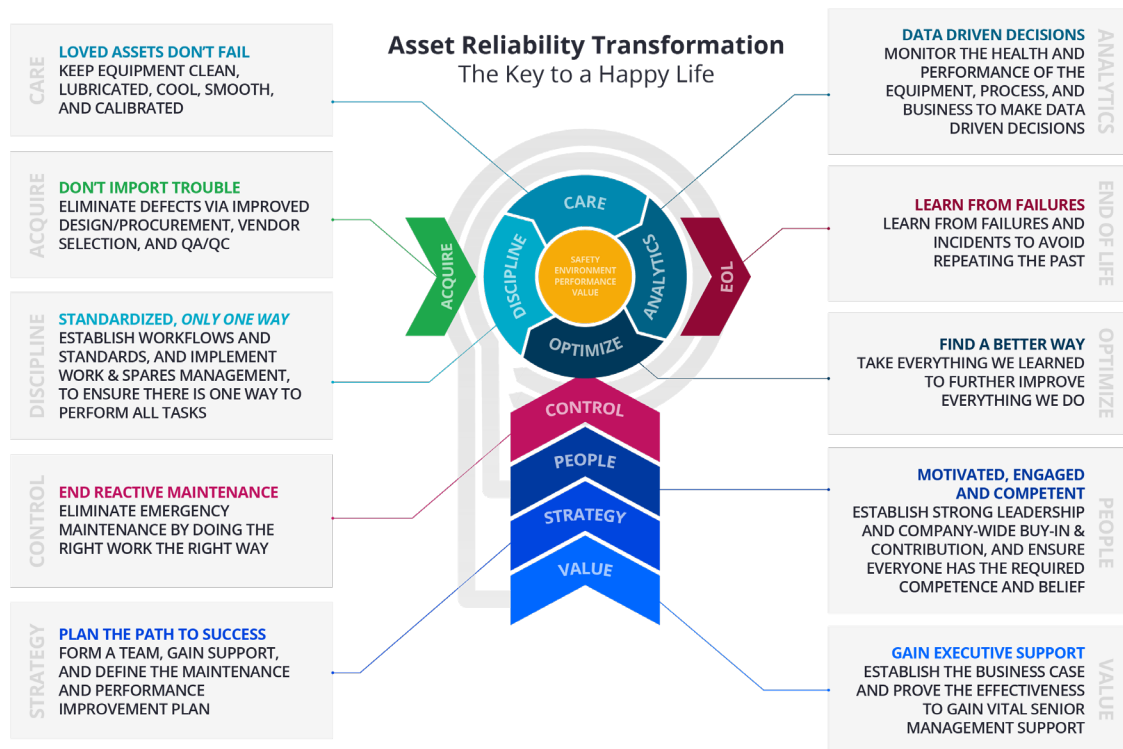 Asset Reliability Transformation
The Key to a Happy Life
CARE
LOVED ASSETS DON'T FAIL
KEEP EQUIPMENT CLEAN,
LUBRICATED, COOL, SMOOTH,
AND CALIBRATED
ACQUIRE
DON'T IMPORT TROUBLE
ELIMINATE DEFECTS VIA IMPROVED
DESIGN/PROCUREMENT, VENDOR
SELECTION, AND QA/QC
DISCIPLINE
STANDARDIZED, ONLY ONE WAY
ESTABLISH WORKFLOWS AND
STANDARDS, AND IMPLEMENT
WORK & SPARES MANAGEMENT,
TO ENSURE THERE IS ONE WAY TO
PERFORM ALL TASKS
CONTROL
END REACTIVE MAINTENANCE
ELIMINATE EMERGENCY
MAINTENANCE BY DOING THE
RIGHT WORK THE RIGHT WAY
STRATEGY
PLAN THE PATH TO SUCCESS
FORM A TEAM, GAIN SUPPORT,
AND DEFINE THE MAINTENANCE
AND PERFORMANCE
IMPROVEMENT PLAN
ACQUIRE
CARE
DISCIPLINE
ANALYTICS
OPTIMIZE
SAFETY
ENVIRONMENT
PERFORMANCE
VALUE
EOL
CONTROL
PEOPLE
STRATEGY
VALUE
ANALYTICS
DATA DRIVEN DECISIONS
MONITOR THE HEALTH AND
PERFORMANCE OF THE
EQUIPMENT, PROCESS, AND
BUSINESS TO MAKE DATA
DRIVEN DECISIONS
END OF LIFE
LEARN FROM FAILURES
LEARN FROM FAILURES AND
INCIDENTS TO AVOID
REPEATING THE PAST
OPTIMIZE
FIND A BETTER WAY
TAKE EVERYTHING WE LEARNED
TO FURTHER IMPROVE
EVERYTHING WE DO
PEOPLE
MOTIVATED, ENGAGED
AND COMPETENT
ESTABLISH STRONG LEADERSHIP
AND COMPANY-WIDE BUY-IN &
CONTRIBUTION, AND ENSURE
EVERYONE HAS THE REQUIRED
COMPETENCE AND BELIEF
VALUE
GAIN EXECUTIVE SUPPORT
ESTABLISH THE BUSINESS CASE
AND PROVE THE EFFECTIVENESS
TO GAIN VITAL SENIOR
MANAGEMENT SUPPORT